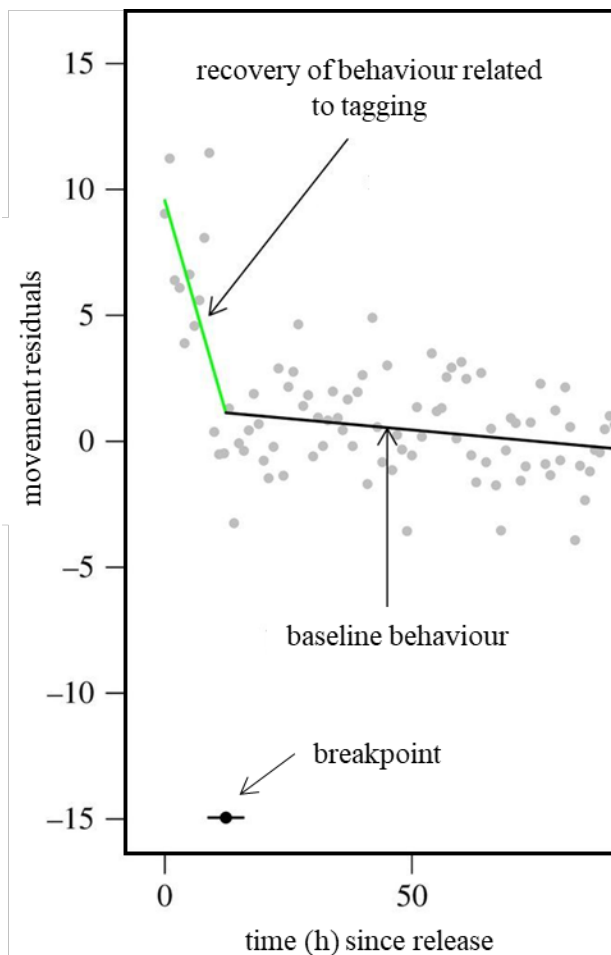 15
recovery of behaviour related
to tagging
10
5
movement residuals
0
–5
baseline behaviour
–10
breakpoint
–15
0
50
time (h) since release